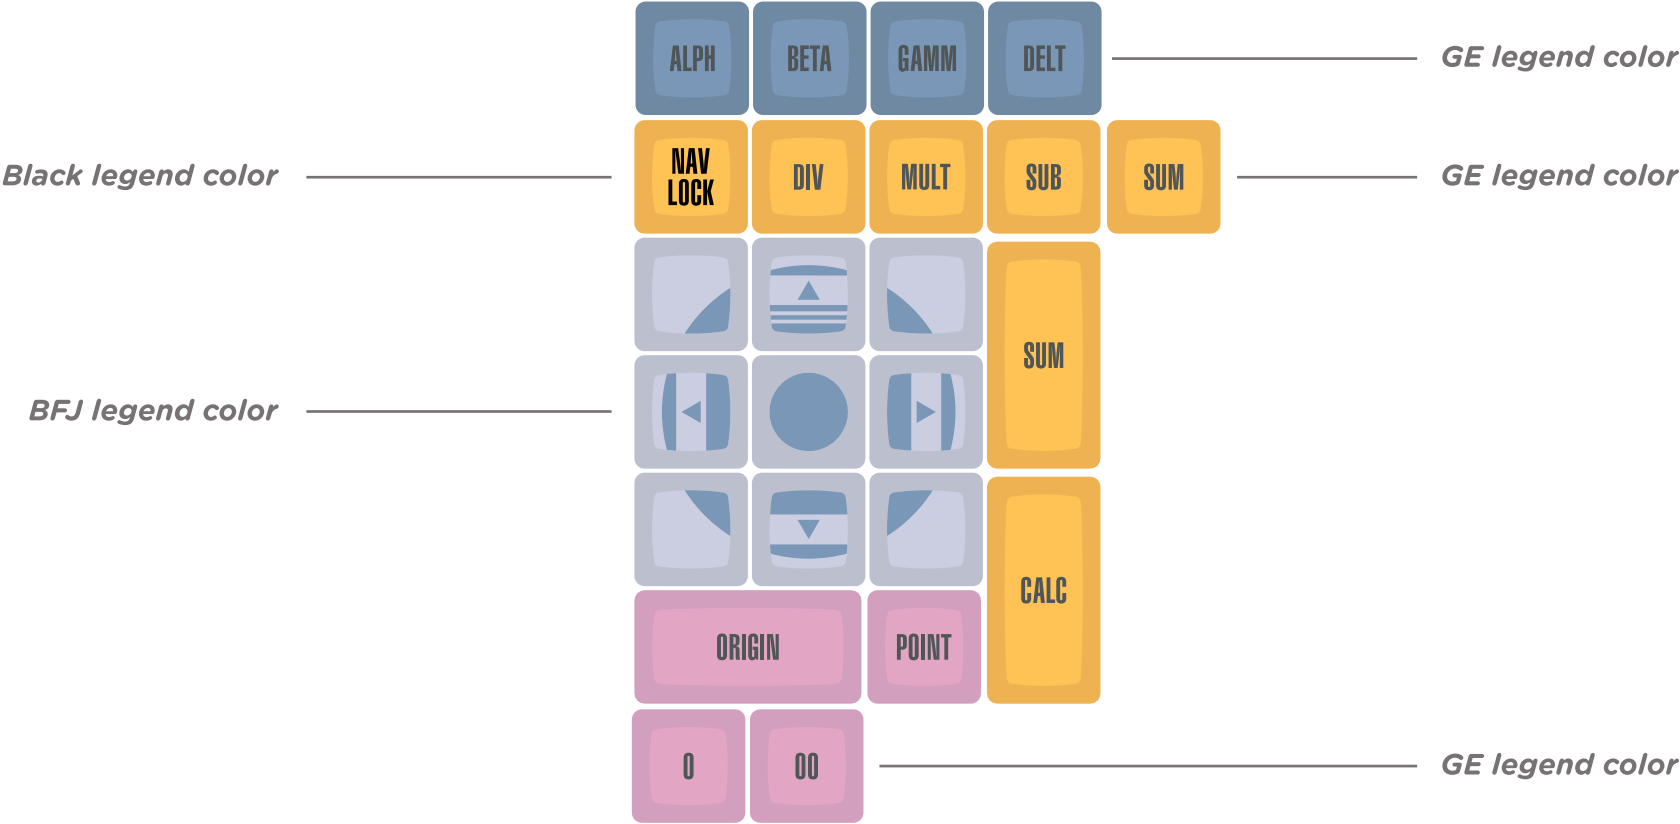 ALPH BETA GAMM DELT GE legend color
Black legend color NAV LOCK DIV MULT SUB SUM GE legend color
SUM
BFJ legend color
CALC
ORIGIN POINT
0 00 GE legend color